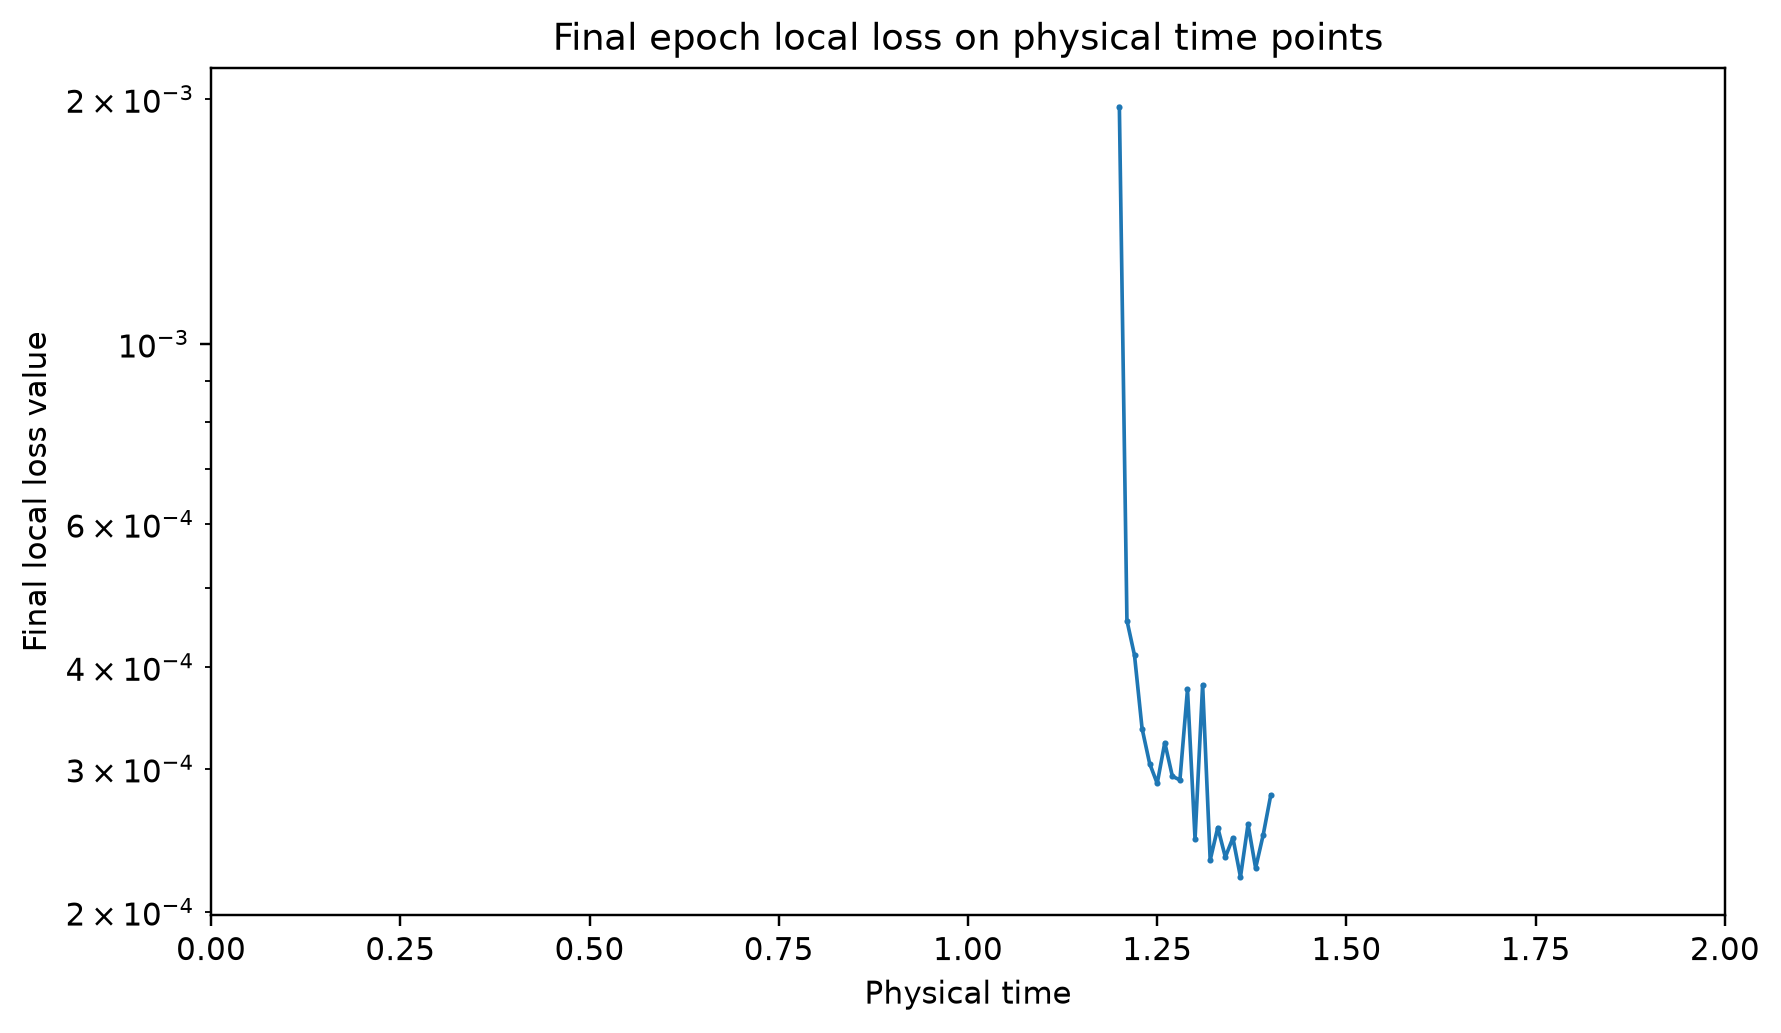 Final epoch local loss on physical time points
Final local loss value
2 × 10⁻³
10⁻³
6 × 10⁻⁴
4 × 10⁻⁴
3 × 10⁻⁴
2 × 10⁻⁴
0.00 0.25 0.50 0.75 1.00 1.25 1.50 1.75 2.00
Physical time